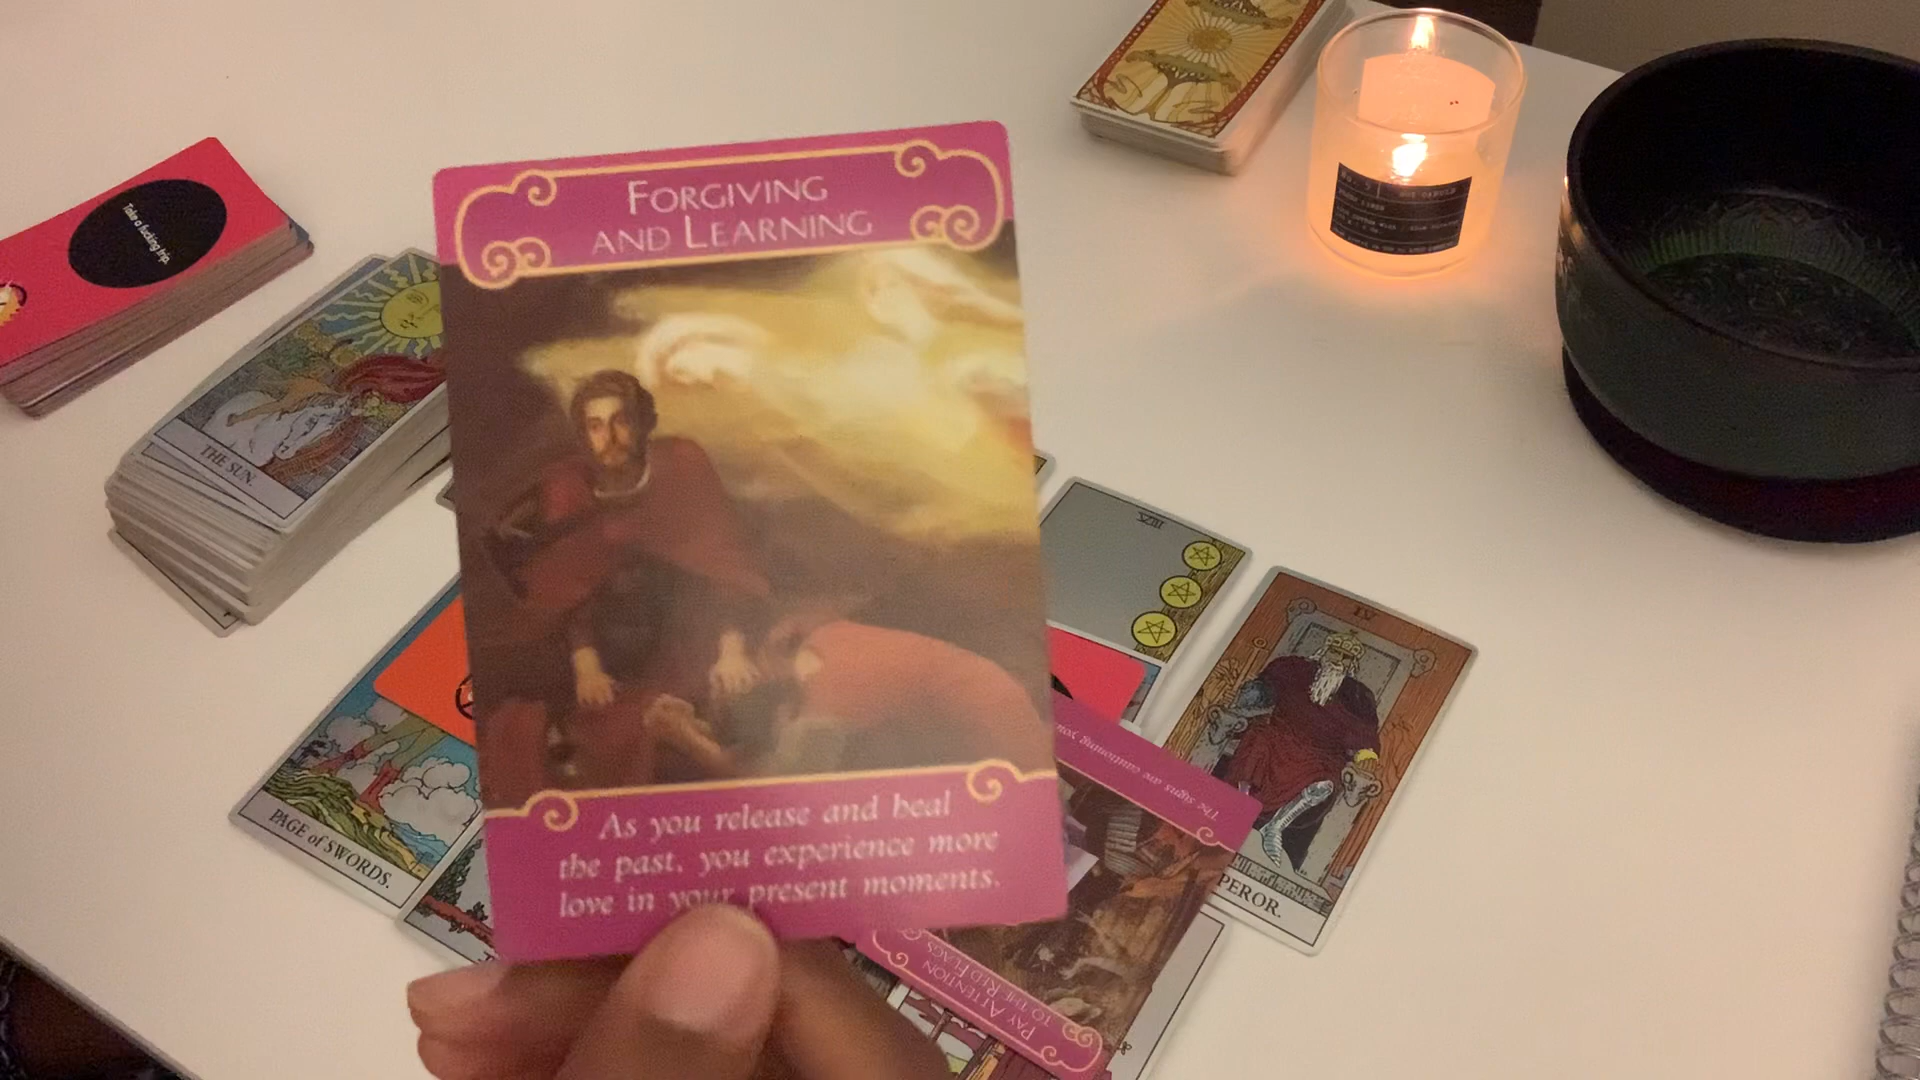 FORGIVING
AND LEARNING
As you release and heal
the past, you experience more
love in your present moments.
Take a fucking trip.
THE SUN.
PAGE of SWORDS.
VIII
IV
PEROR.
The signs are cautioning you
PAY ATTENTION
TO THE RED FLAGS